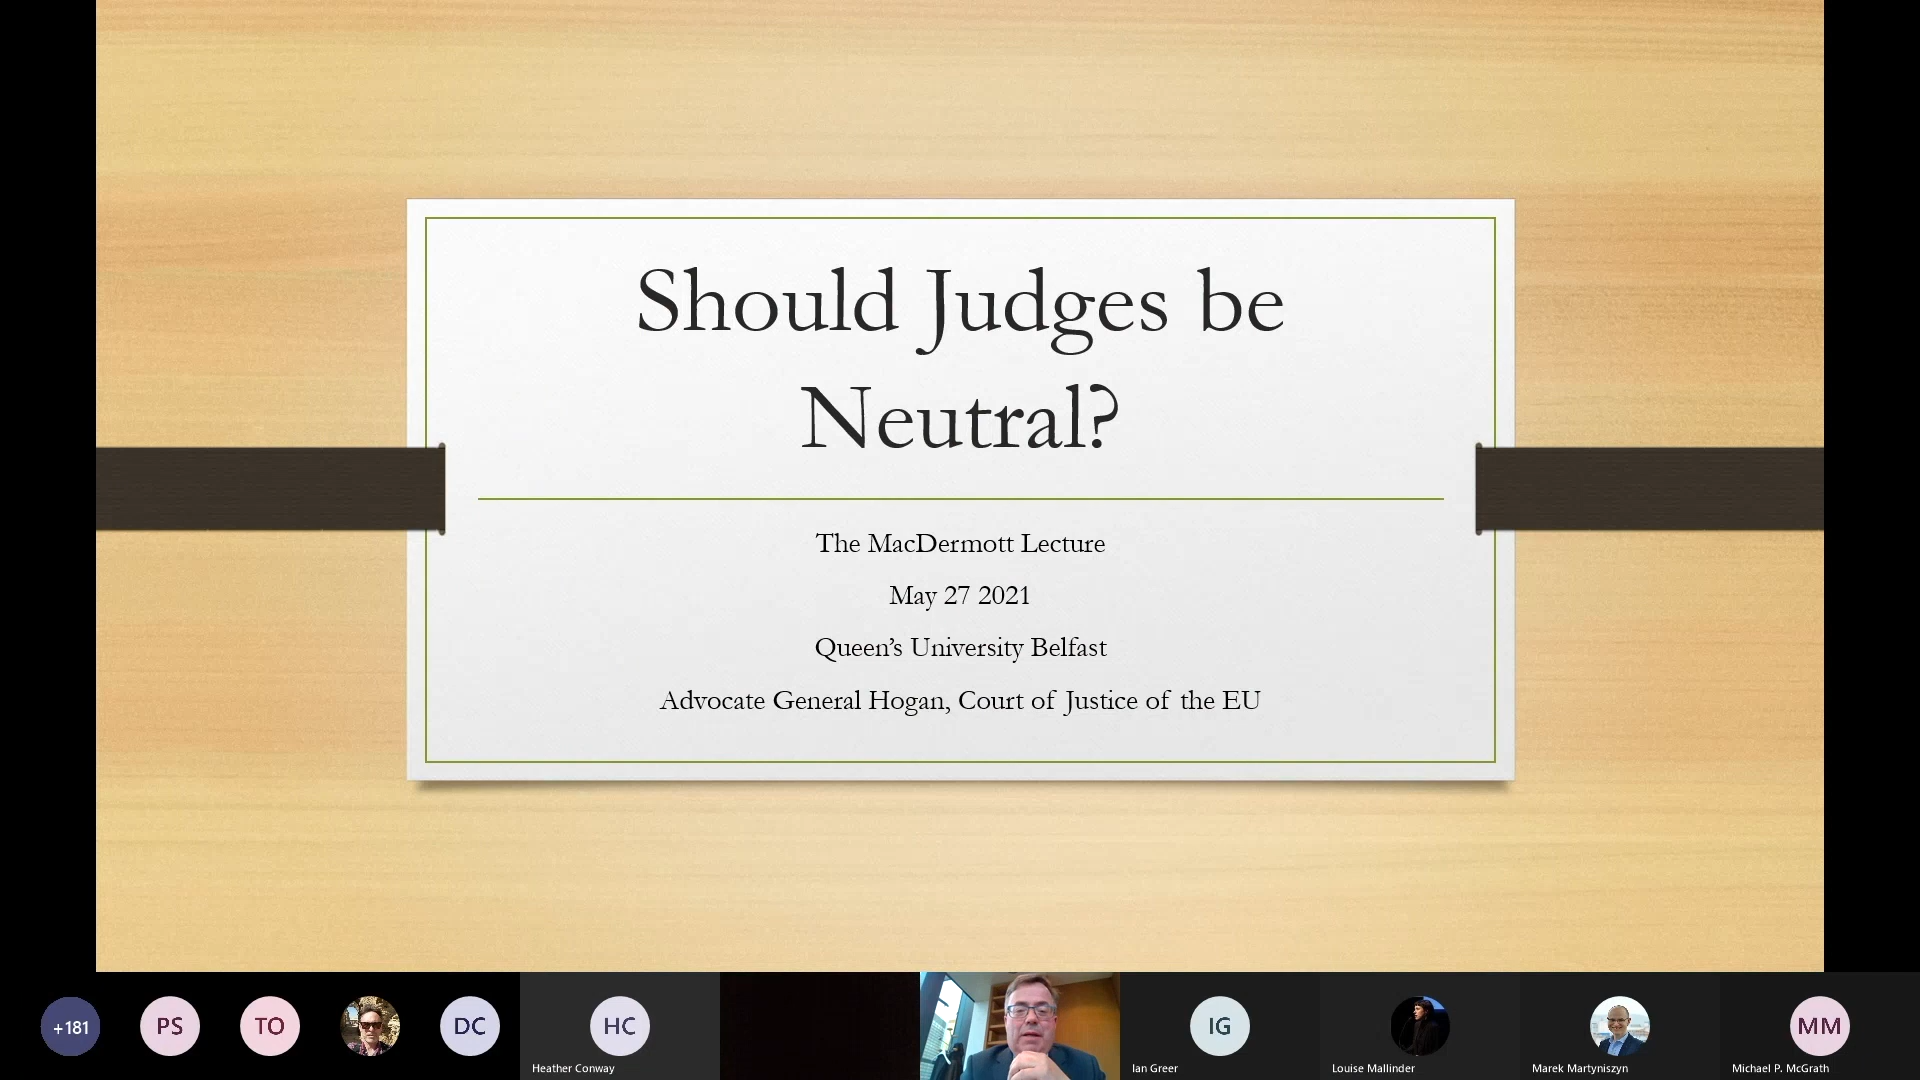 Should Judges be
Neutral?
The MacDermott Lecture
May 27 2021
Queen’s University Belfast
Advocate General Hogan, Court of Justice of the EU
+181
PS
TO
DC
HC
IG
MM
Heather Conway
Ian Greer
Louise Mallinder
Marek Martyniszyn
Michael P. McGrath